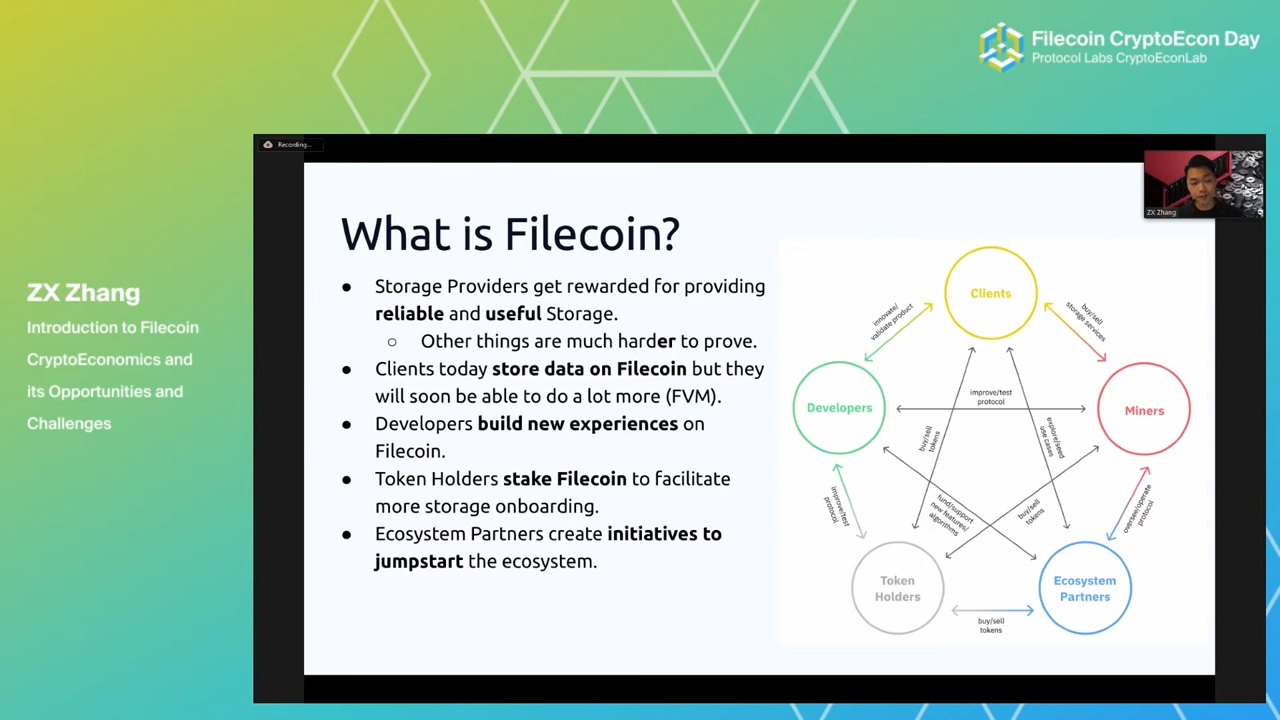 Filecoin CryptoEcon Day
Protocol Labs CryptoEconLab
Recording...
ZX Zhang
ZX Zhang
Introduction to Filecoin
CryptoEconomics and
its Opportunities and
Challenges
What is Filecoin?
● Storage Providers get rewarded for providing
reliable and useful Storage.
○ Other things are much harder to prove.
● Clients today store data on Filecoin but they
will soon be able to do a lot more (FVM).
● Developers build new experiences on
Filecoin.
● Token Holders stake Filecoin to facilitate
more storage onboarding.
● Ecosystem Partners create initiatives to
jumpstart the ecosystem.
Clients
innovate/
validate product
buy/sell
storage services
Developers
improve/test
protocol
Miners
buy/sell
tokens
explore/seed
use cases
improve/test
protocol
fund/support
new features/
algorithms
buy/sell
tokens
oversee/operate
protocol
Token
Holders
Ecosystem
Partners
buy/sell
tokens